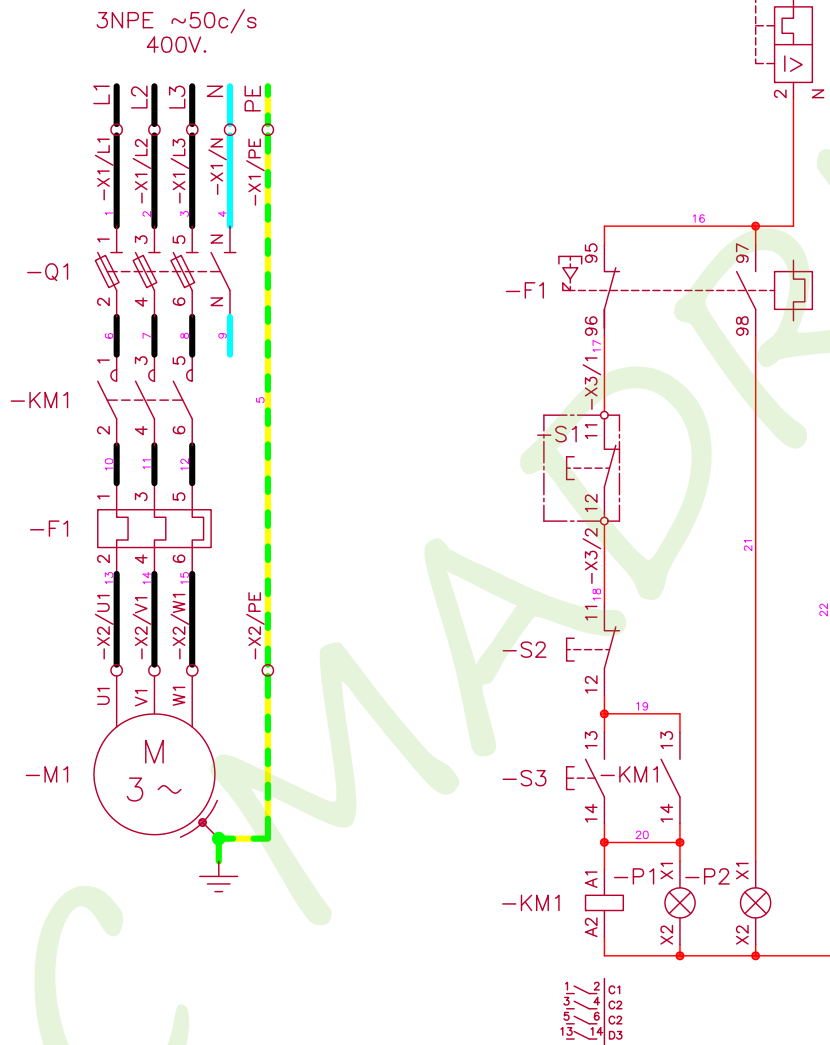 3NPE ~50c/s
400V.
L1 L2 L3 N PE
-X1/L1 -X1/L2 -X1/L3 -X1/N -X1/PE
1 2 3 4
1 3 5 N
-Q1
2 4 6 N
6 7 8 9
1 3 5
-KM1
2 4 6
5
10 11 12
1 3 5
-F1
2 4 6
13 14 15
-X2/U1 -X2/V1 -X2/W1 -X2/PE
U1 V1 W1
-M1
M
3 ~
2 N
16
95 97
-F1
96 98
17
-X3/1
-S1
11
12
-X3/2
18
11
-S2
12
19
21
22
13 13
-S3 -KM1
14 14
20
A1 -P1 X1 -P2 X1
-KM1
A2 X2 X2
1 2 C1
3 4 C2
5 6 C2
13 14 D3
C MADR